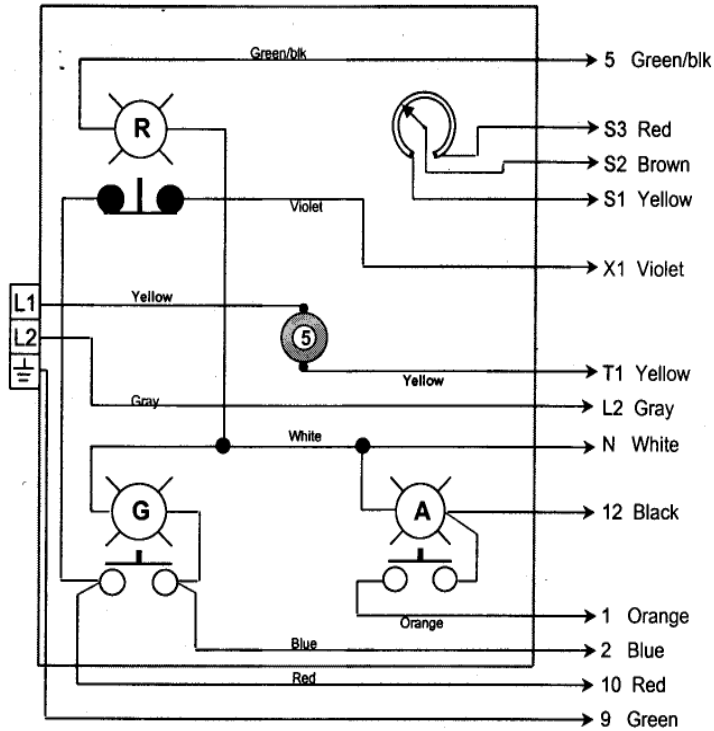 Green/blk
5 Green/blk
R
S3 Red
S2 Brown
S1 Yellow
Violet
X1 Violet
L1
Yellow
L2
5
Yellow
T1 Yellow
Gray
L2 Gray
White
N White
G
A
12 Black
Orange
1 Orange
Blue
2 Blue
Red
10 Red
9 Green